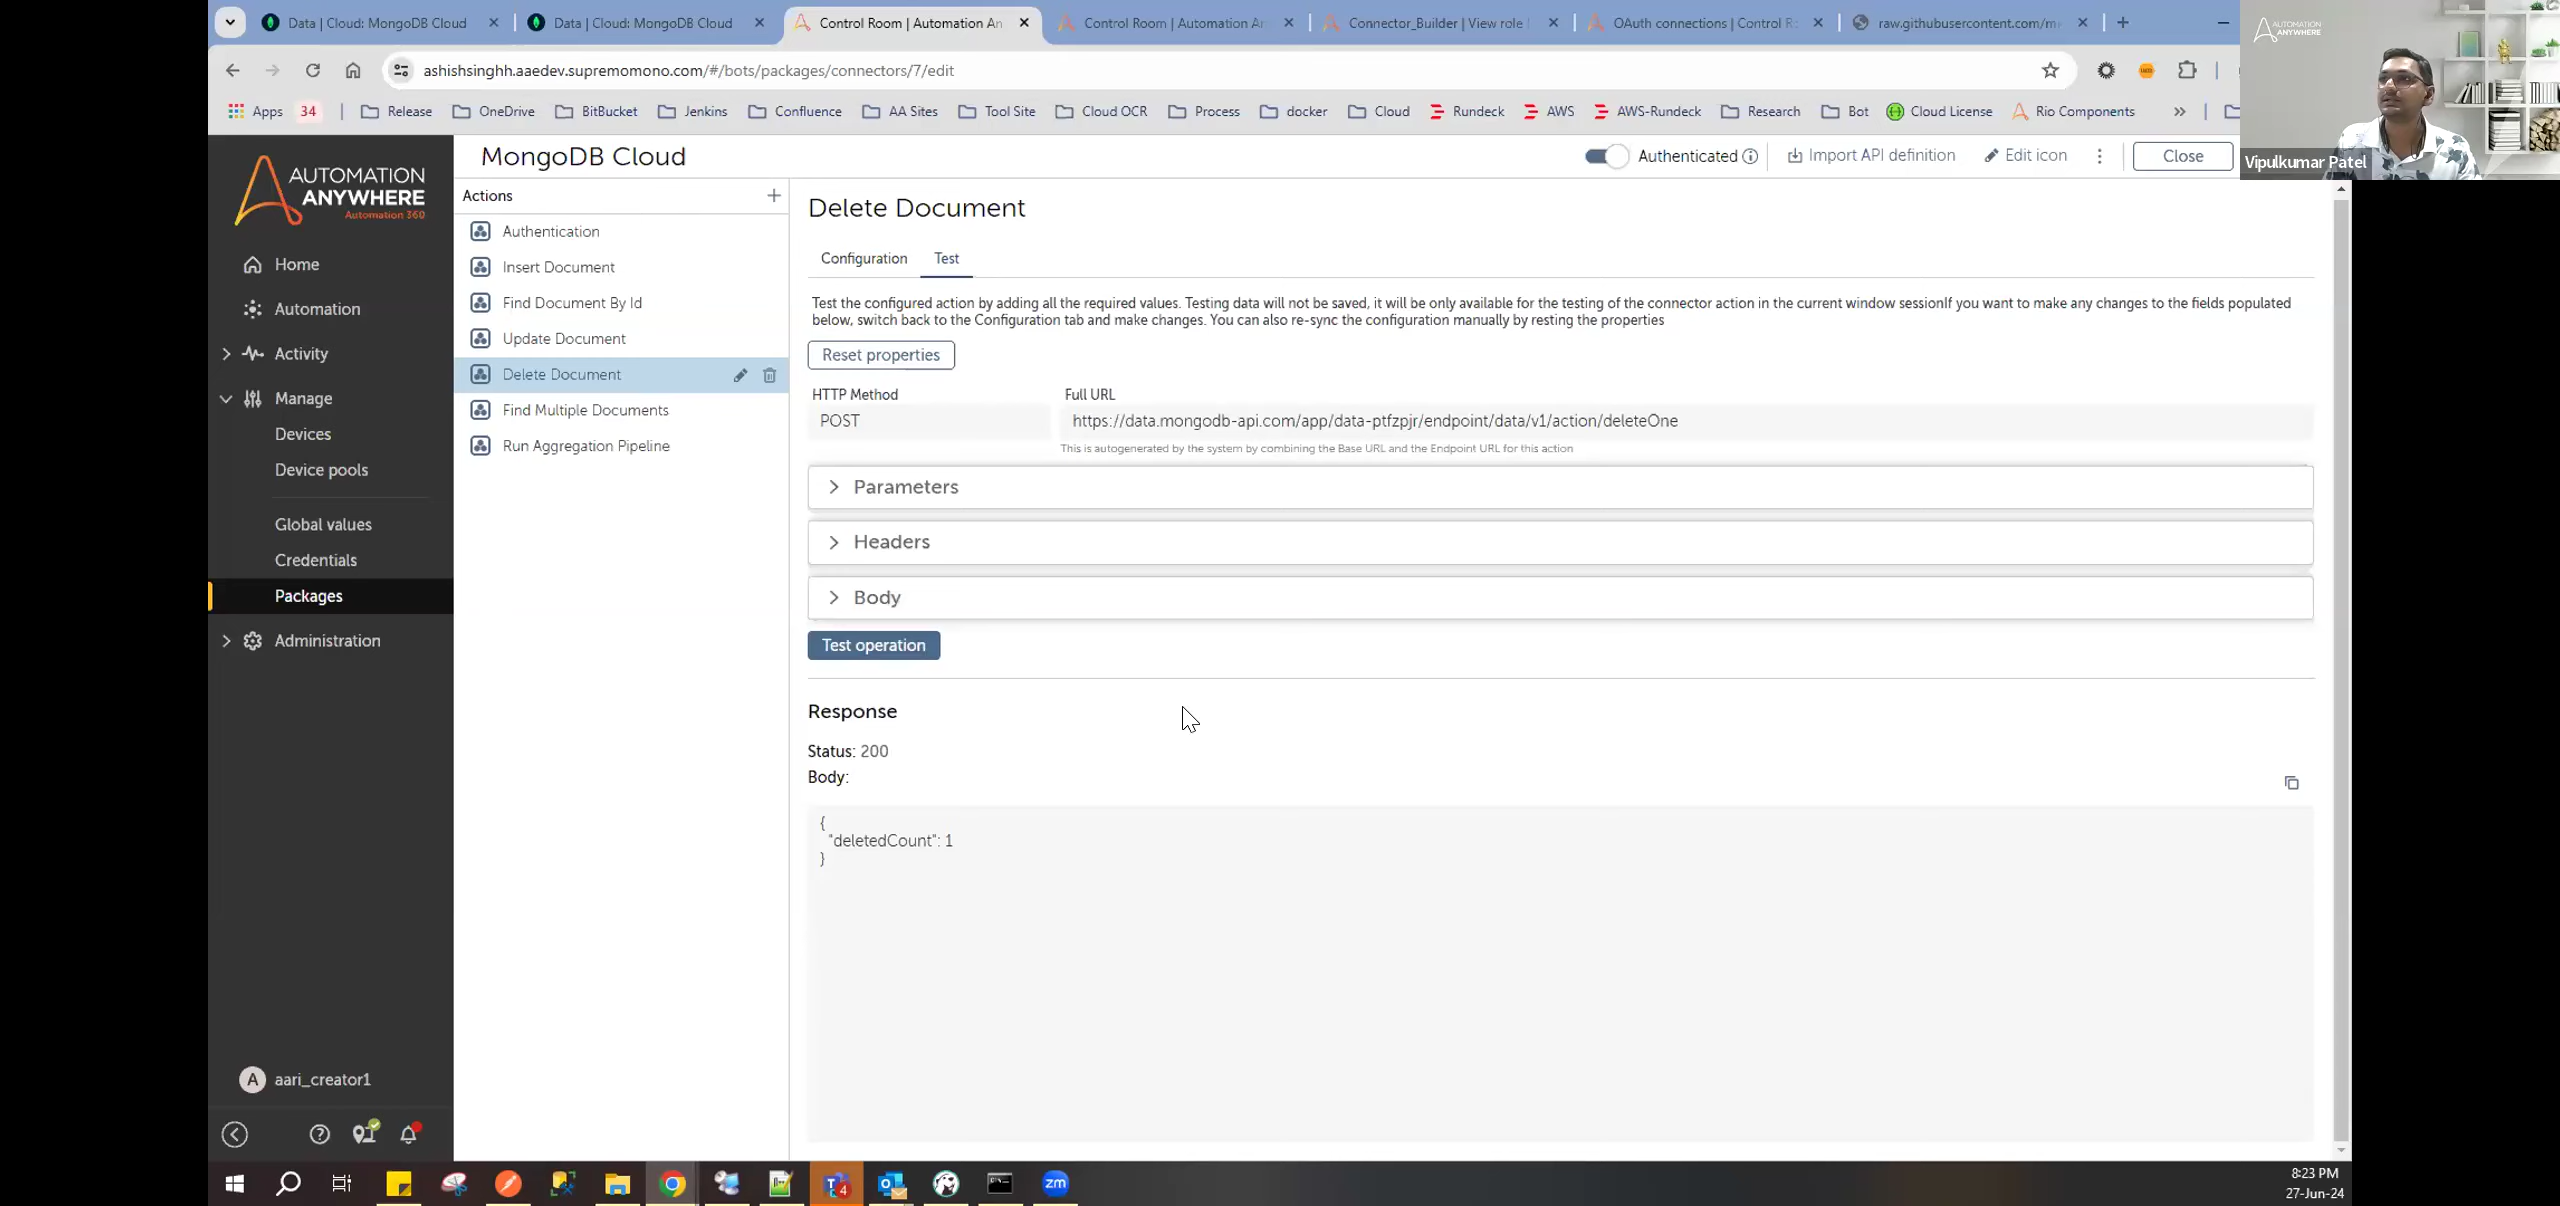 Data | Cloud: MongoDB Cloud
Data | Cloud: MongoDB Cloud
Control Room | Automation An
Control Room | Automation An
Connector_Builder | View role
OAuth connections | Control Ro
raw.githubusercontent.com/m
AUTOMATION
ANYWHERE
ashishsinghh.aaedev.supremomono.com/#/bots/packages/connectors/7/edit
Apps 34 Release OneDrive BitBucket Jenkins Confluence AA Sites Tool Site Cloud OCR Process docker Cloud Rundeck AWS AWS-Rundeck Research Bot Cloud License Rio Components »
Vipulkumar Patel
AUTOMATION
ANYWHERE
Automation 360
MongoDB Cloud
Authenticated
Import API definition
Edit icon
Close
Home
Automation
Activity
Manage
Devices
Device pools
Global values
Credentials
Packages
Administration
aari_creator1
Actions
Authentication
Insert Document
Find Document By Id
Update Document
Delete Document
Find Multiple Documents
Run Aggregation Pipeline
Delete Document
Configuration Test
Test the configured action by adding all the required values. Testing data will not be saved, it will be only available for the testing of the connector action in the current window sessionIf you want to make any changes to the fields populated
below, switch back to the Configuration tab and make changes. You can also re-sync the configuration manually by resting the properties
Reset properties
HTTP Method Full URL
POST https://data.mongodb-api.com/app/data-ptfzpjr/endpoint/data/v1/action/deleteOne
This is autogenerated by the system by combining the Base URL and the Endpoint URL for this action
Parameters
Headers
Body
Test operation
Response
Status: 200
Body:
{
"deletedCount": 1
}
A
4
zm
8:23 PM
27-Jun-24